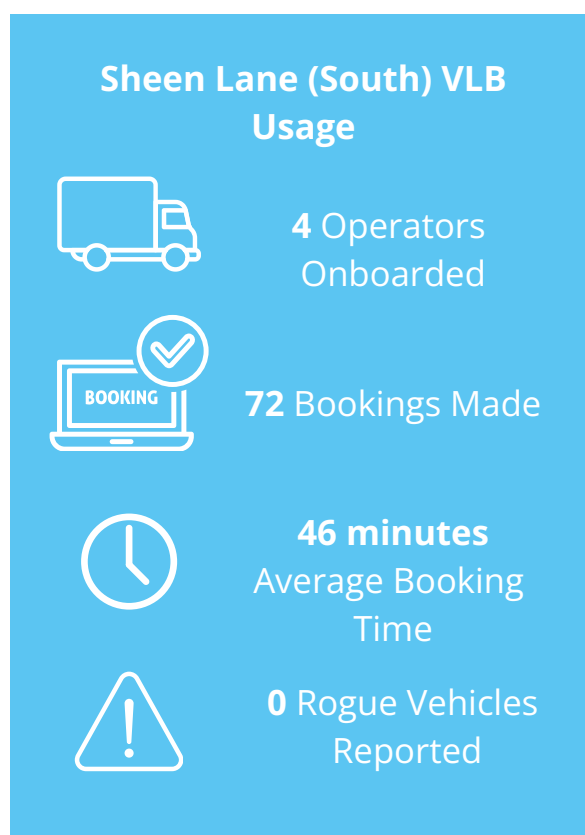 Sheen Lane (South) VLB
Usage
4 Operators
Onboarded
BOOKING
72 Bookings Made
46 minutes
Average Booking
Time
0 Rogue Vehicles
Reported